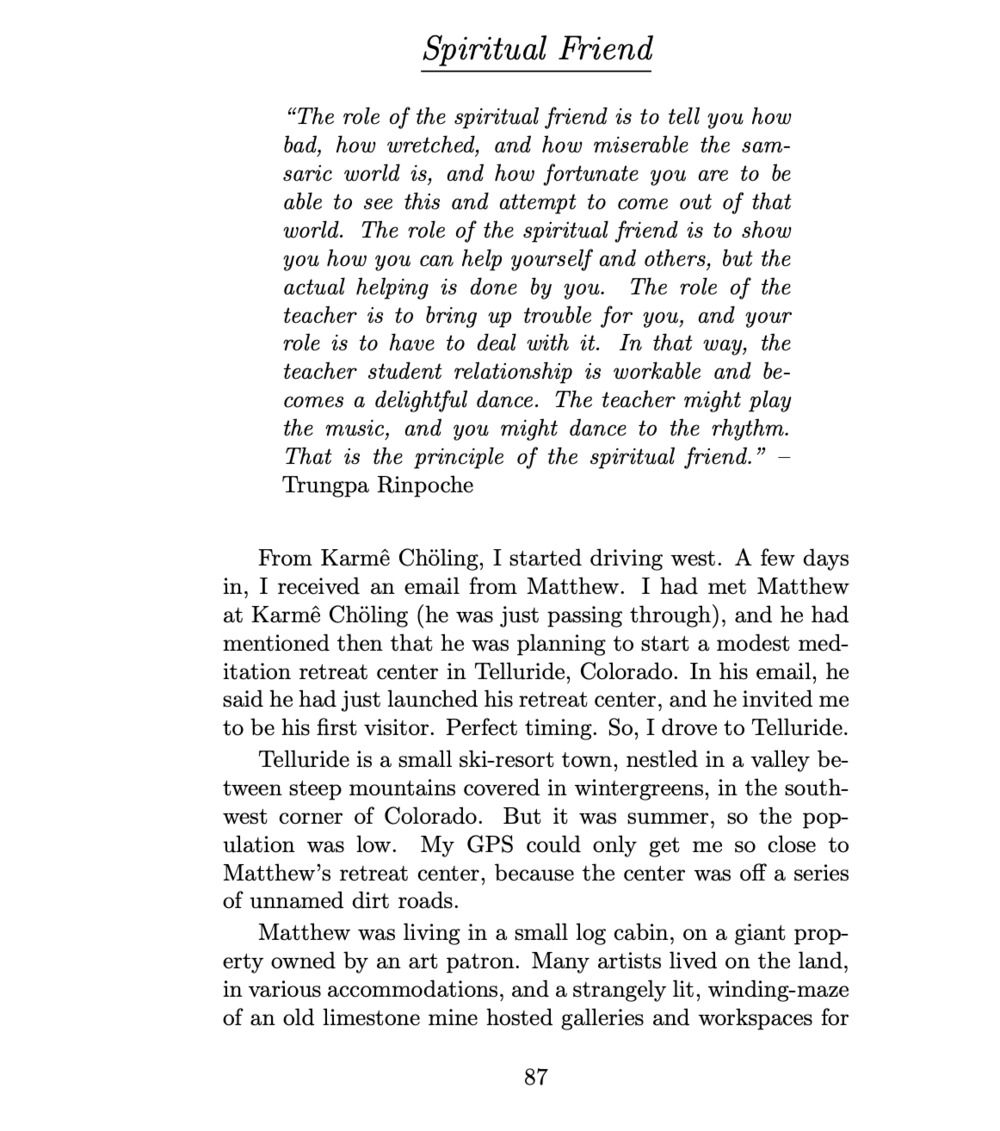 Spiritual Friend
“The role of the spiritual friend is to tell you how
bad, how wretched, and how miserable the sam-
saric world is, and how fortunate you are to be
able to see this and attempt to come out of that
world. The role of the spiritual friend is to show
you how you can help yourself and others, but the
actual helping is done by you. The role of the
teacher is to bring up trouble for you, and your
role is to have to deal with it. In that way, the
teacher student relationship is workable and be-
comes a delightful dance. The teacher might play
the music, and you might dance to the rhythm.
That is the principle of the spiritual friend.” –
Trungpa Rinpoche
From Karmê Chöling, I started driving west. A few days
in, I received an email from Matthew. I had met Matthew
at Karmê Chöling (he was just passing through), and he had
mentioned then that he was planning to start a modest med-
itation retreat center in Telluride, Colorado. In his email, he
said he had just launched his retreat center, and he invited me
to be his first visitor. Perfect timing. So, I drove to Telluride.
Telluride is a small ski-resort town, nestled in a valley be-
tween steep mountains covered in wintergreens, in the south-
west corner of Colorado. But it was summer, so the pop-
ulation was low. My GPS could only get me so close to
Matthew’s retreat center, because the center was off a series
of unnamed dirt roads.
Matthew was living in a small log cabin, on a giant prop-
erty owned by an art patron. Many artists lived on the land,
in various accommodations, and a strangely lit, winding-maze
of an old limestone mine hosted galleries and workspaces for
87